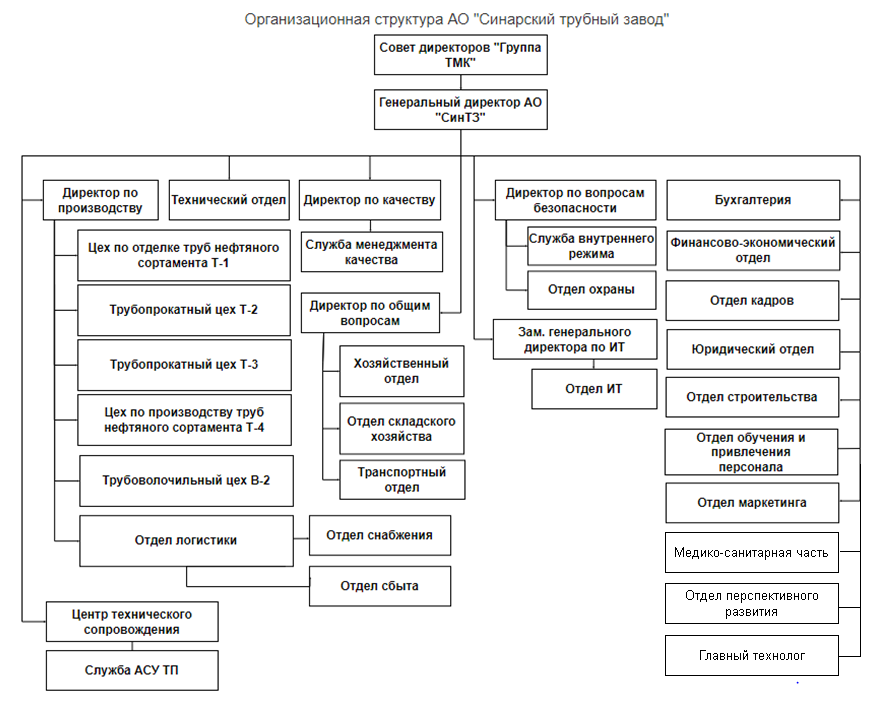 Организационная структура АО "Синарский трубный завод"
Совет директоров "Группа
ТМК"
Генеральный директор АО
"СинТЗ"
Директор по
производству
Технический отдел
Директор по качеству
Директор по вопросам
безопасности
Бухгалтерия
Цех по отделке труб нефтяного
сортамента Т-1
Трубопрокатный цех Т-2
Трубопрокатный цех Т-3
Цех по производству труб
нефтяного сортамента Т-4
Трубоволочильный цех В-2
Отдел логистики
Отдел снабжения
Отдел сбыта
Центр технического
сопровождения
Служба АСУ ТП
Служба менеджмента
качества
Директор по общим
вопросам
Хозяйственный
отдел
Отдел складского
хозяйства
Транспортный
отдел
Служба внутреннего
режима
Отдел охраны
Зам. генерального
директора по ИТ
Отдел ИТ
Финансово-экономический
отдел
Отдел кадров
Юридический отдел
Отдел строительства
Отдел обучения и
привлечения
персонала
Отдел маркетинга
Медико-санитарная часть
Отдел перспективного
развития
Главный технолог